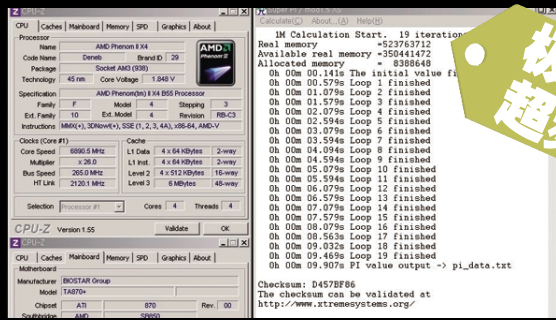 CPU-Z
CPU Caches Mainboard Memory SPD Graphics About
Processor
Name AMD Phenom II X4
Code Name Deneb Brand ID 29
Package Socket AM3 (938)
Technology 45 nm Core Voltage 1.848 V
AMD
Phenom II
Specification AMD Phenom(tm) II X4 B55 Processor
Family F Model 4 Stepping 3
Ext. Family 10 Ext. Model 4 Revision RB-C3
Instructions MMX(+), 3DNow!(+), SSE (1, 2, 3, 4A), x86-64, AMD-V
Clocks (Core #1)
Core Speed 6890.5 MHz
Multiplier x 26.0
Bus Speed 265.0 MHz
HT Link 2120.1 MHz
Cache
L1 Data 4 x 64 KBytes 2-way
L1 Inst. 4 x 64 KBytes 2-way
Level 2 4 x 512 KBytes 16-way
Level 3 6 MBytes 48-way
Selection Processor #1 Cores 4 Threads 4
CPU-Z Version 1.55 Validate OK
CPU-Z
CPU Caches Mainboard Memory SPD Graphics About
Motherboard
Manufacturer BIOSTAR Group
Model TA870+
Chipset ATI 870 Rev. 00
Southbridge AMD SB850
Calculate(C) About...(A) Help(H)
1M Calculation Start. 19 iterations
Real memory =523763712
Available real memory =350441472
Allocated memory = 8388648
0h 00m 00.141s The initial value fi
0h 00m 00.579s Loop 1 finished
0h 00m 01.079s Loop 2 finished
0h 00m 01.579s Loop 3 finished
0h 00m 02.079s Loop 4 finished
0h 00m 02.594s Loop 5 finished
0h 00m 03.079s Loop 6 finished
0h 00m 03.594s Loop 7 finished
0h 00m 04.094s Loop 8 finished
0h 00m 04.594s Loop 9 finished
0h 00m 05.079s Loop 10 finished
0h 00m 05.594s Loop 11 finished
0h 00m 06.079s Loop 12 finished
0h 00m 06.579s Loop 13 finished
0h 00m 07.079s Loop 14 finished
0h 00m 07.579s Loop 15 finished
0h 00m 08.079s Loop 16 finished
0h 00m 08.563s Loop 17 finished
0h 00m 09.032s Loop 18 finished
0h 00m 09.469s Loop 19 finished
0h 00m 09.907s PI value output -> pi_data.txt
Checksum: D457BF86
The checksum can be validated at
http://www.xtremesystems.org/